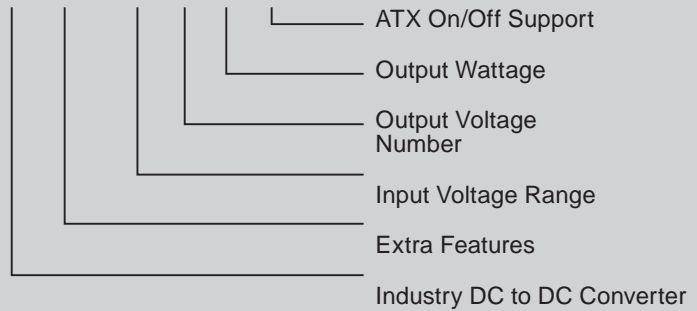 ATX On/Off Support
Output Wattage
Output Voltage
Number
Input Voltage Range
Extra Features
Industry DC to DC Converter